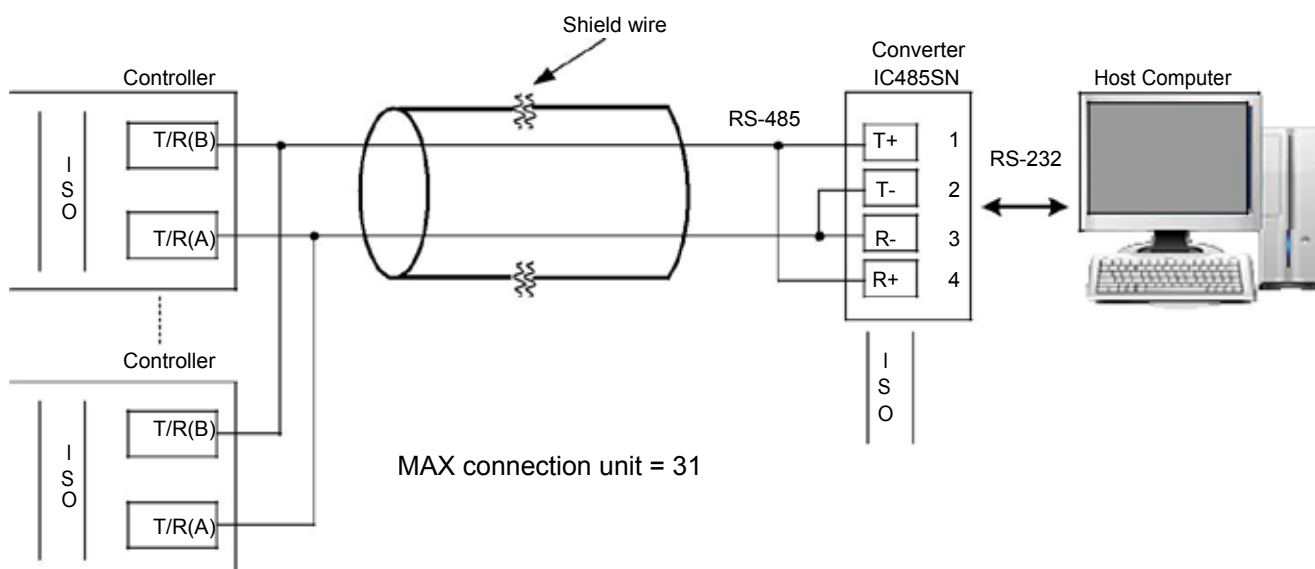 Shield wire
Controller
Converter
IC485SN
Host Computer
T/R(B)
T/R(A)
I
S
O
RS-485
T+ 1
T- 2
R- 3
R+ 4
RS-232
I
S
O
Controller
T/R(B)
T/R(A)
I
S
O
MAX connection unit = 31